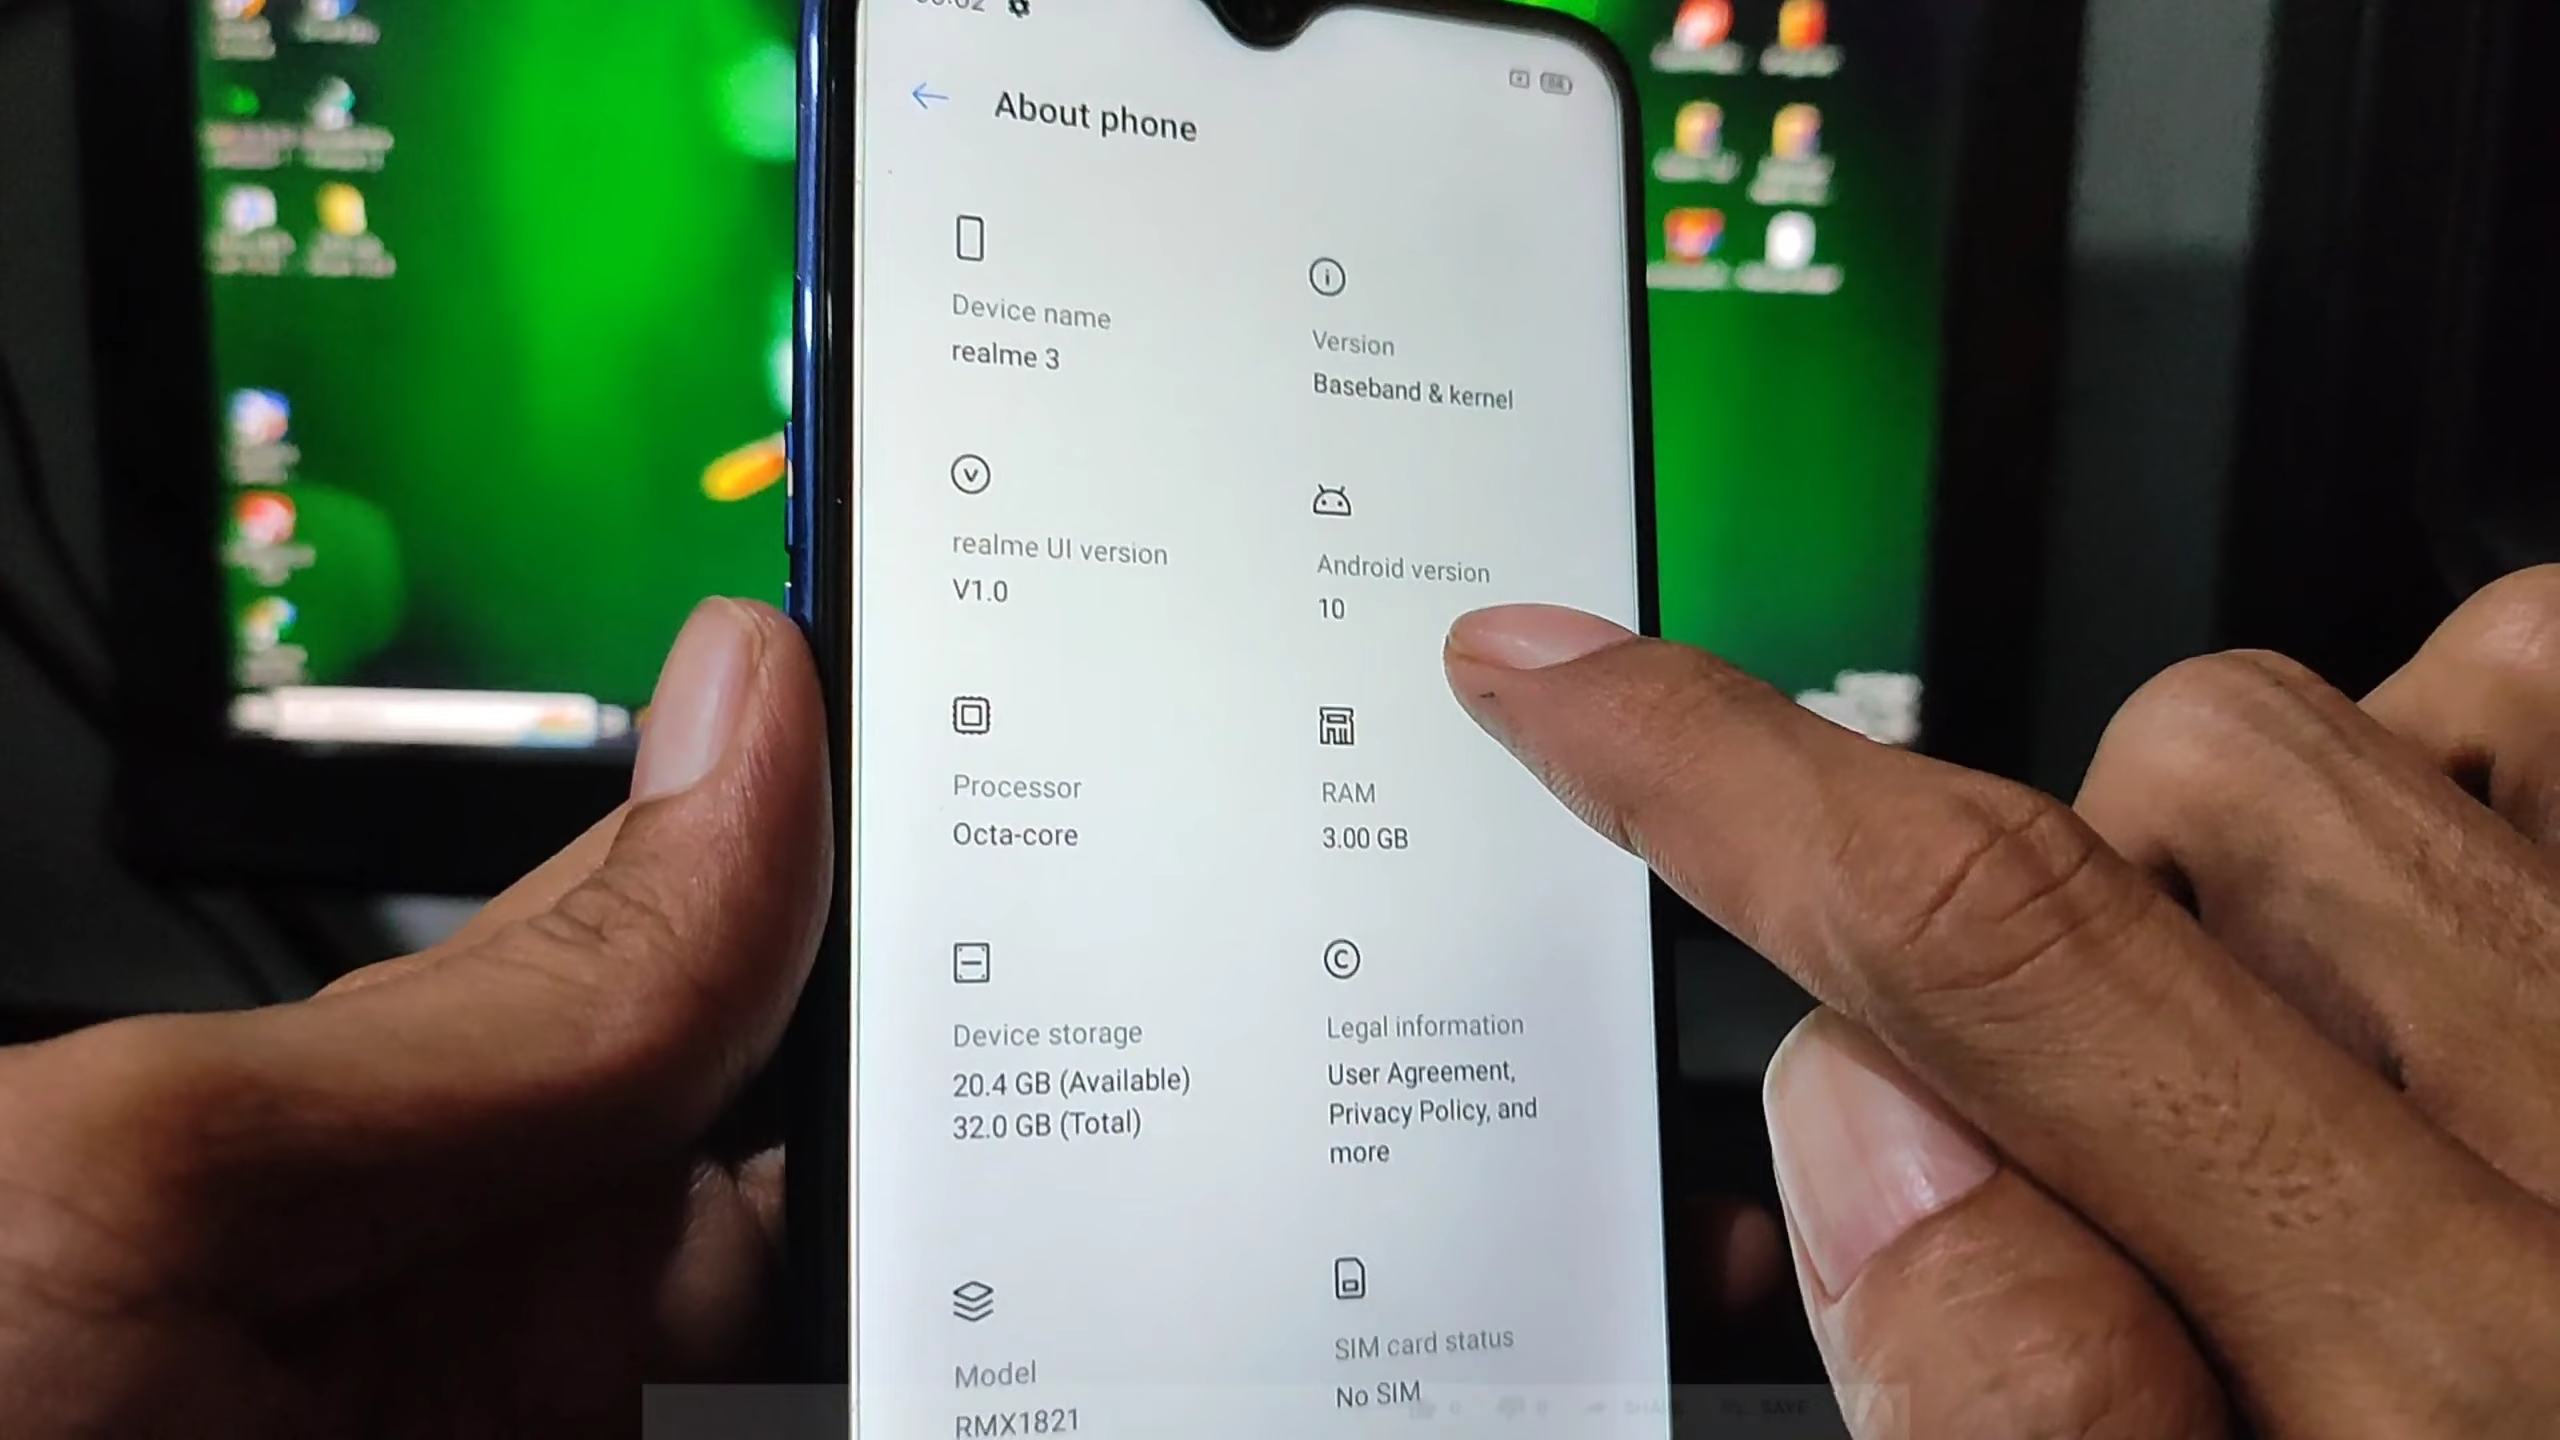 About phone
Device name
realme 3
Version
Baseband & kernel
realme UI version
V1.0
Android version
10
Processor
Octa-core
RAM
3.00 GB
Device storage
20.4 GB (Available)
32.0 GB (Total)
Legal information
User Agreement,
Privacy Policy, and
more
Model
RMX1821
SIM card status
No SIM
SAVE